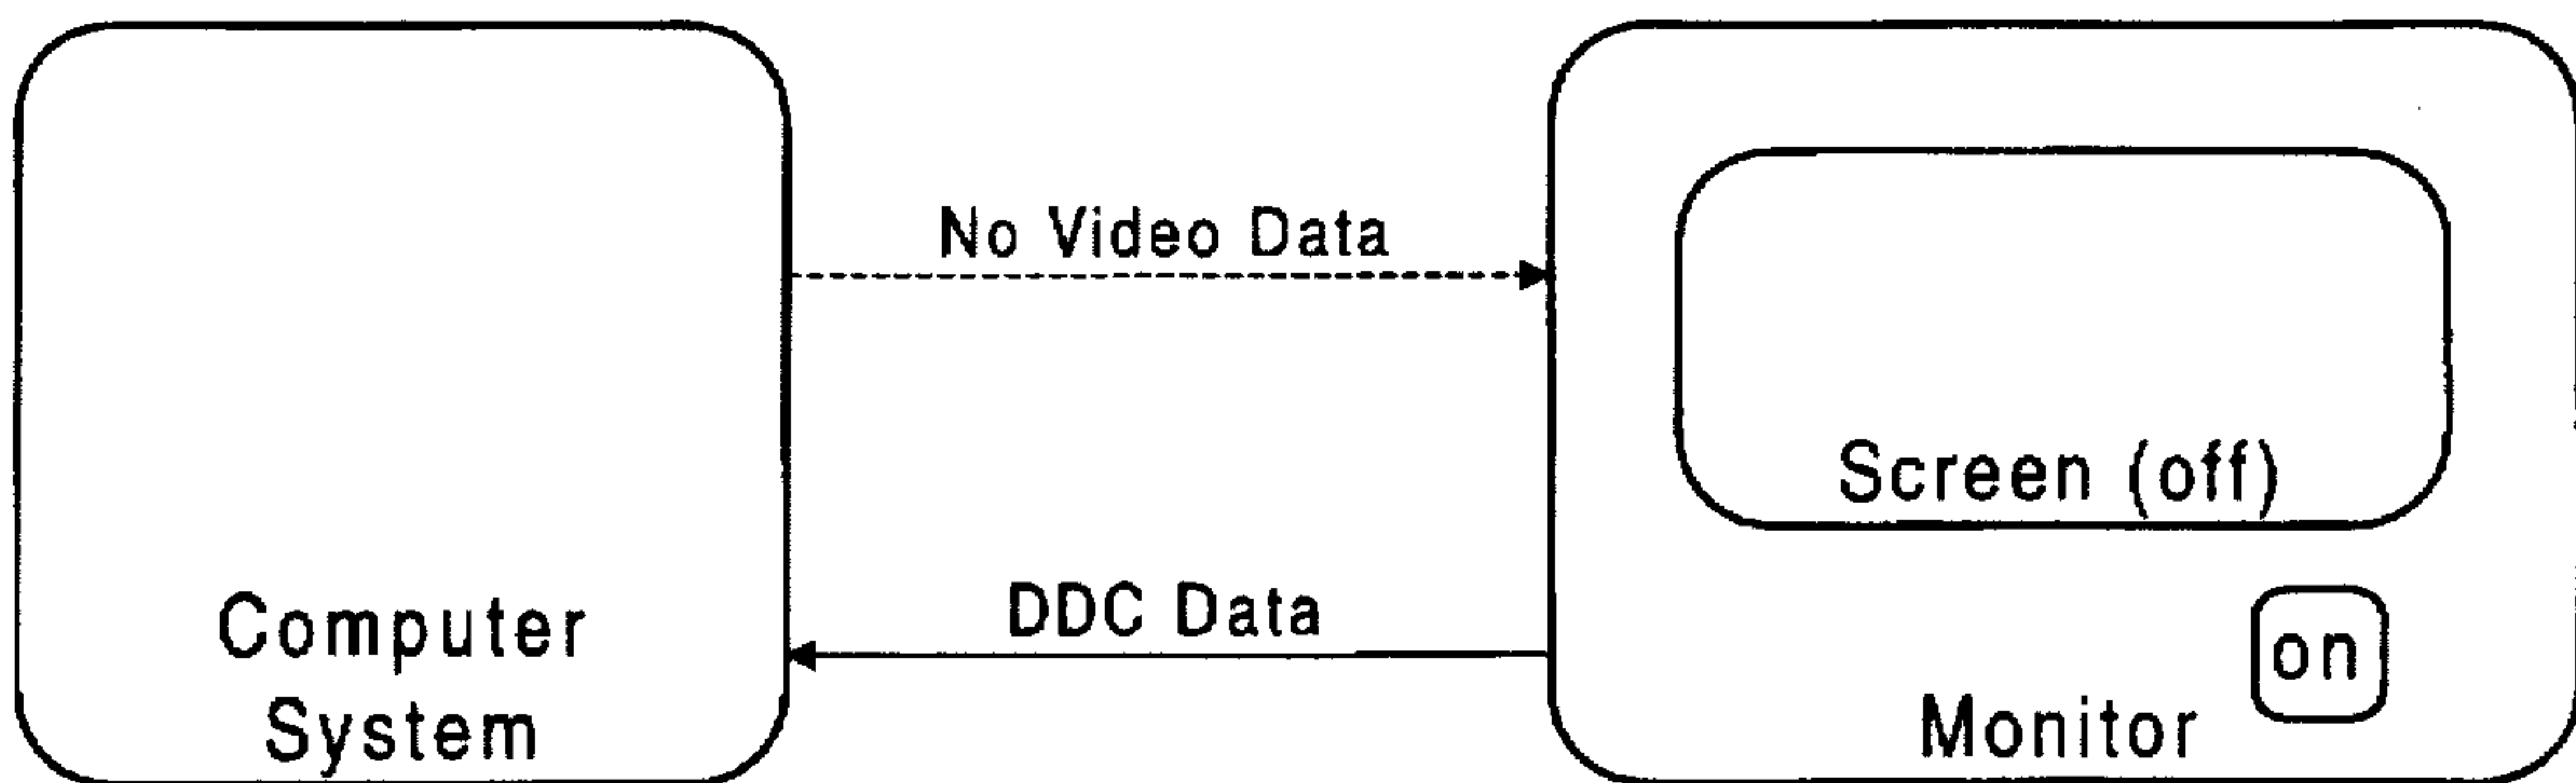 No Video Data
Screen (off)
DDC Data
on
Computer
System
Monitor